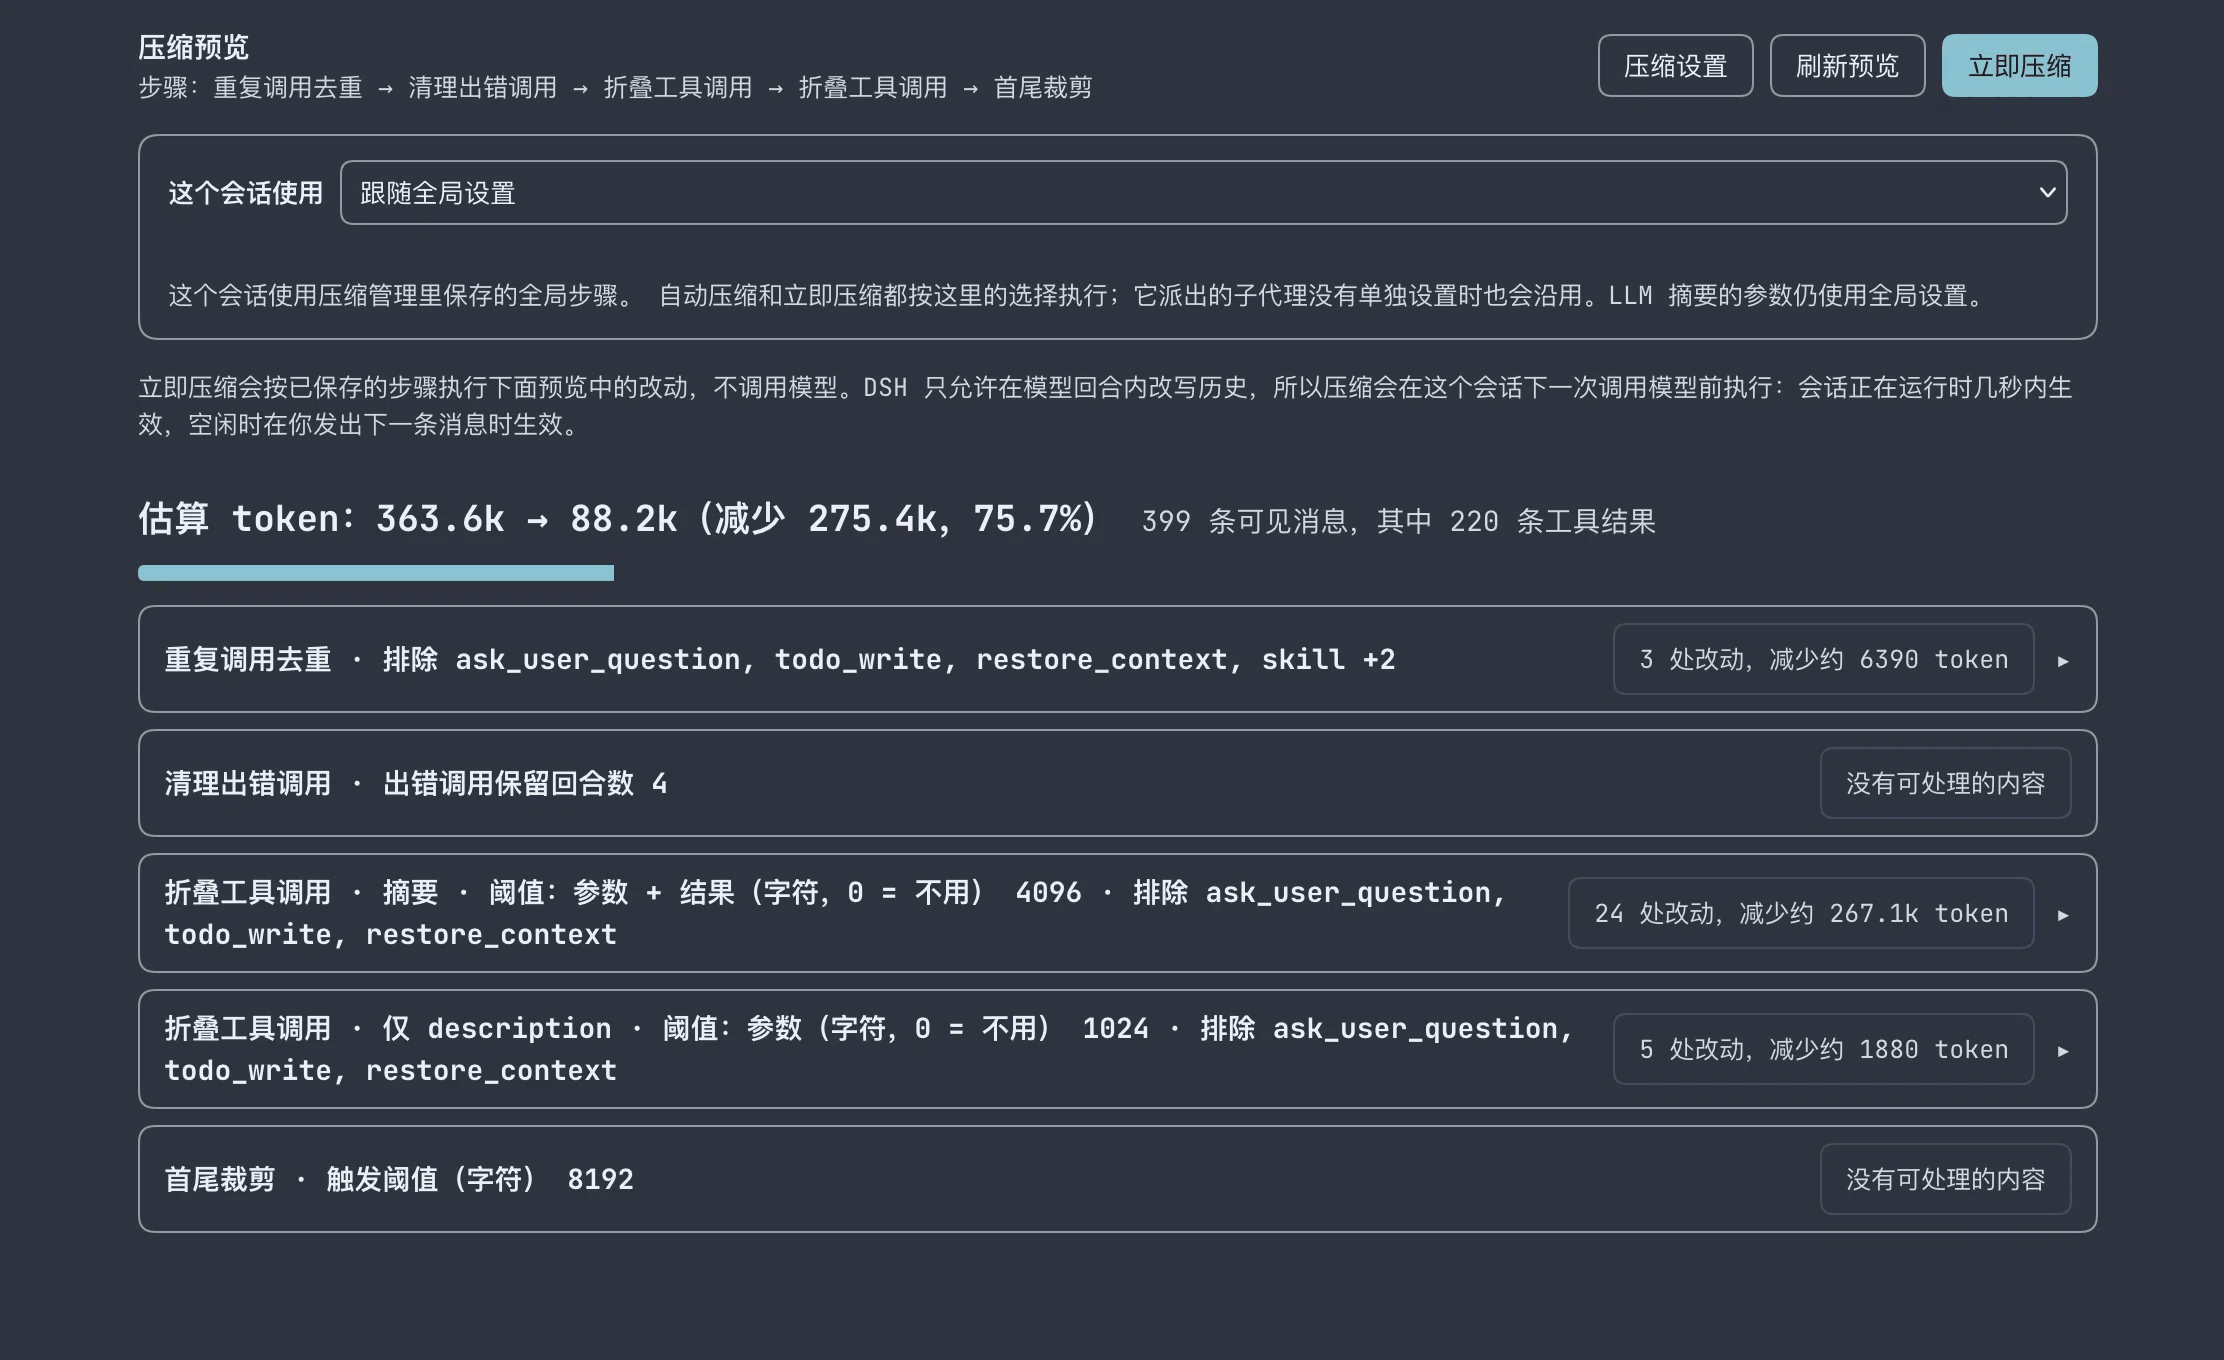 压缩预览
步骤：重复调用去重 → 清理出错调用 → 折叠工具调用 → 折叠工具调用 → 首尾裁剪
压缩设置
刷新预览
立即压缩
这个会话使用
跟随全局设置
这个会话使用压缩管理里保存的全局步骤。 自动压缩和立即压缩都按这里的选择执行；它派出的子代理没有单独设置时也会沿用。LLM 摘要的参数仍使用全局设置。
立即压缩会按已保存的步骤执行下面预览中的改动，不调用模型。DSH 只允许在模型回合内改写历史，所以压缩会在这个会话下一次调用模型前执行：会话正在运行时几秒内生
效，空闲时在你发出下一条消息时生效。
估算 token：363.6k → 88.2k（减少 275.4k，75.7%） 399 条可见消息，其中 220 条工具结果
重复调用去重 · 排除 ask_user_question, todo_write, restore_context, skill +2
3 处改动，减少约 6390 token ▸
清理出错调用 · 出错调用保留回合数 4
没有可处理的内容
折叠工具调用 · 摘要 · 阈值：参数 + 结果（字符，0 = 不用） 4096 · 排除 ask_user_question,
todo_write, restore_context
24 处改动，减少约 267.1k token ▸
折叠工具调用 · 仅 description · 阈值：参数（字符，0 = 不用） 1024 · 排除 ask_user_question,
todo_write, restore_context
5 处改动，减少约 1880 token ▸
首尾裁剪 · 触发阈值（字符） 8192
没有可处理的内容